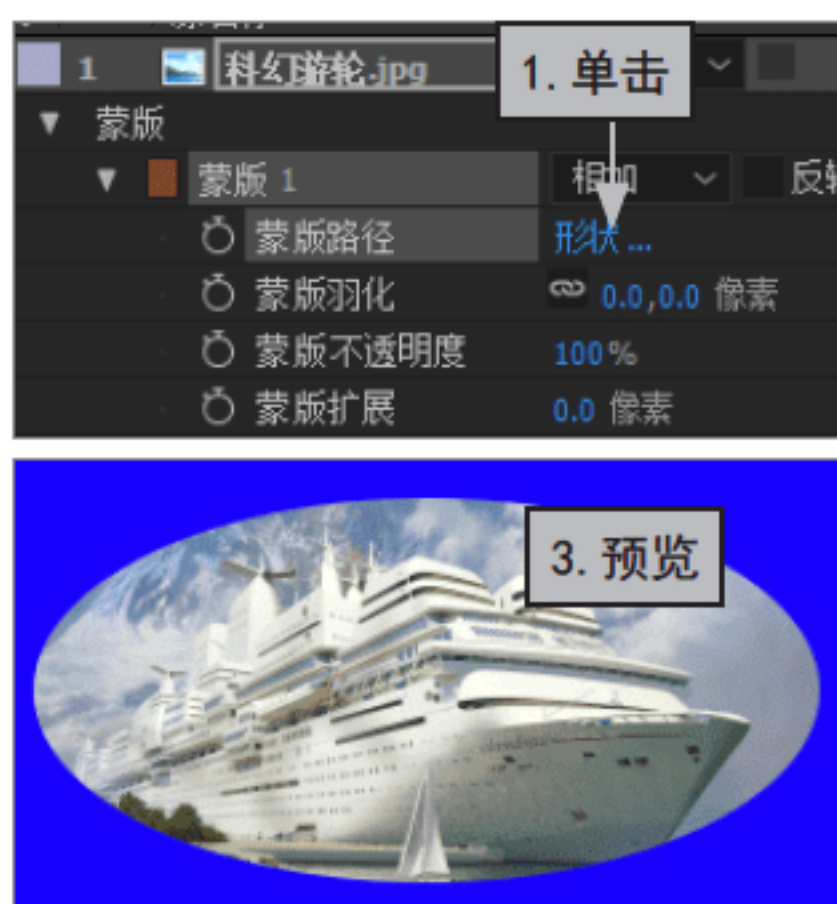 1 科幻游轮.jpg
1. 单击
蒙版
蒙版 1 相加
蒙版路径 形状...
蒙版羽化 0.0,0.0 像素
蒙版不透明度 100%
蒙版扩展 0.0 像素
3. 预览